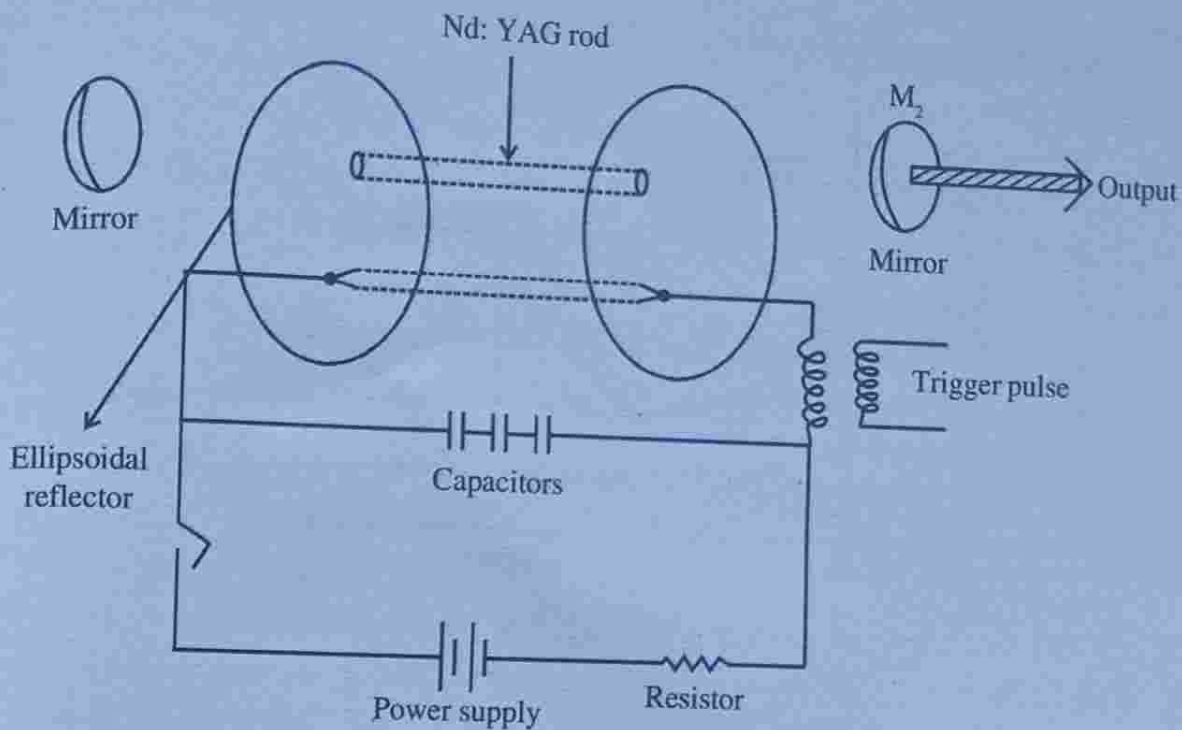 Nd: YAG rod
M₂
Mirror
Output
Mirror
Trigger pulse
Ellipsoidal
reflector
Capacitors
Power supply
Resistor